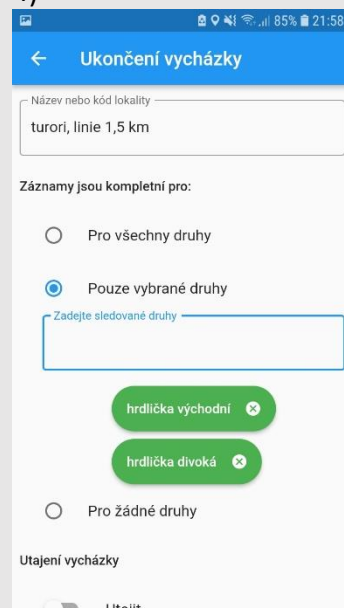 85% 21:58
Ukončení vycházky
Název nebo kód lokality
turori, linie 1,5 km
Záznamy jsou kompletní pro:
Pro všechny druhy
Pouze vybrané druhy
Zadejte sledované druhy
hrdlička východní
hrdlička divoká
Pro žádné druhy
Utajení vycházky
Utajit